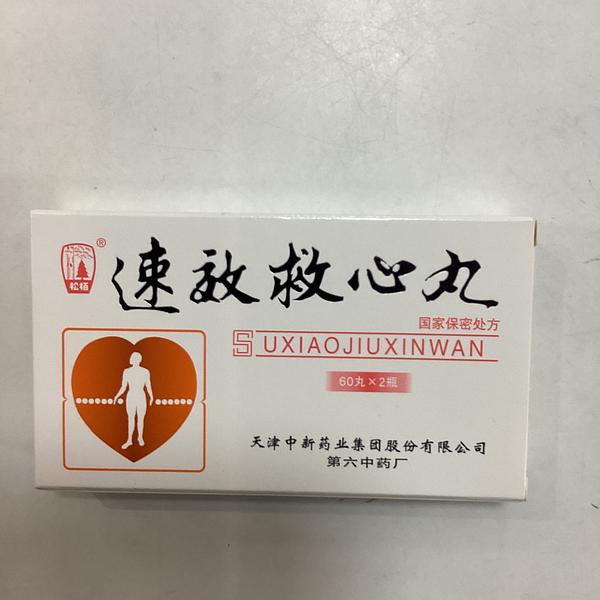 ®
松栢
速效救心丸
国家保密处方
SUXIAOJIUXINWAN
60丸×2瓶
天津中新药业集团股份有限公司
第六中药厂